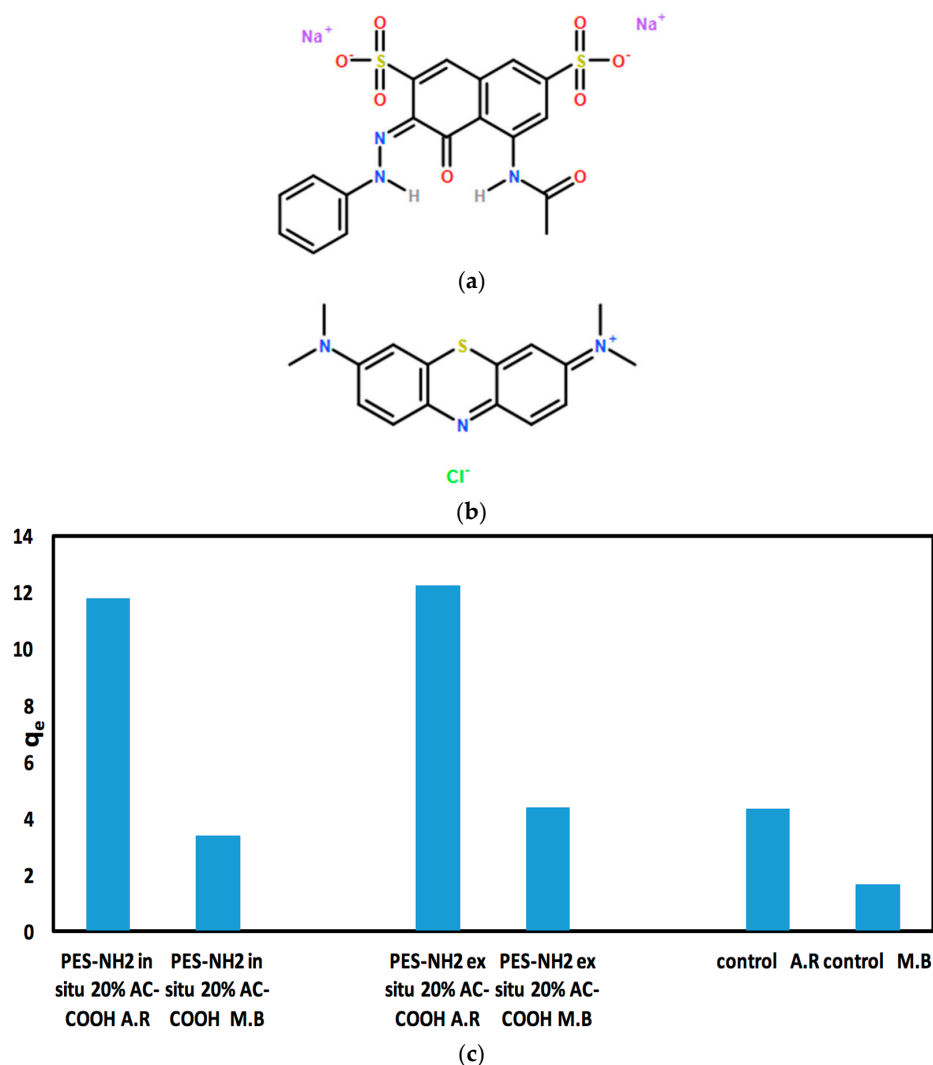 Na+ Na+
O O
O- S S O-
O O
N
N H O H N O
(a)
N S N+
N
Cl-
(b)
14
12
10
8
6
4
2
0
qe
PES-NH2 in situ 20% AC-COOH A.R
PES-NH2 in situ 20% AC-COOH M.B
PES-NH2 ex situ 20% AC-COOH A.R
PES-NH2 ex situ 20% AC-COOH M.B
control A.R
control M.B
(c)